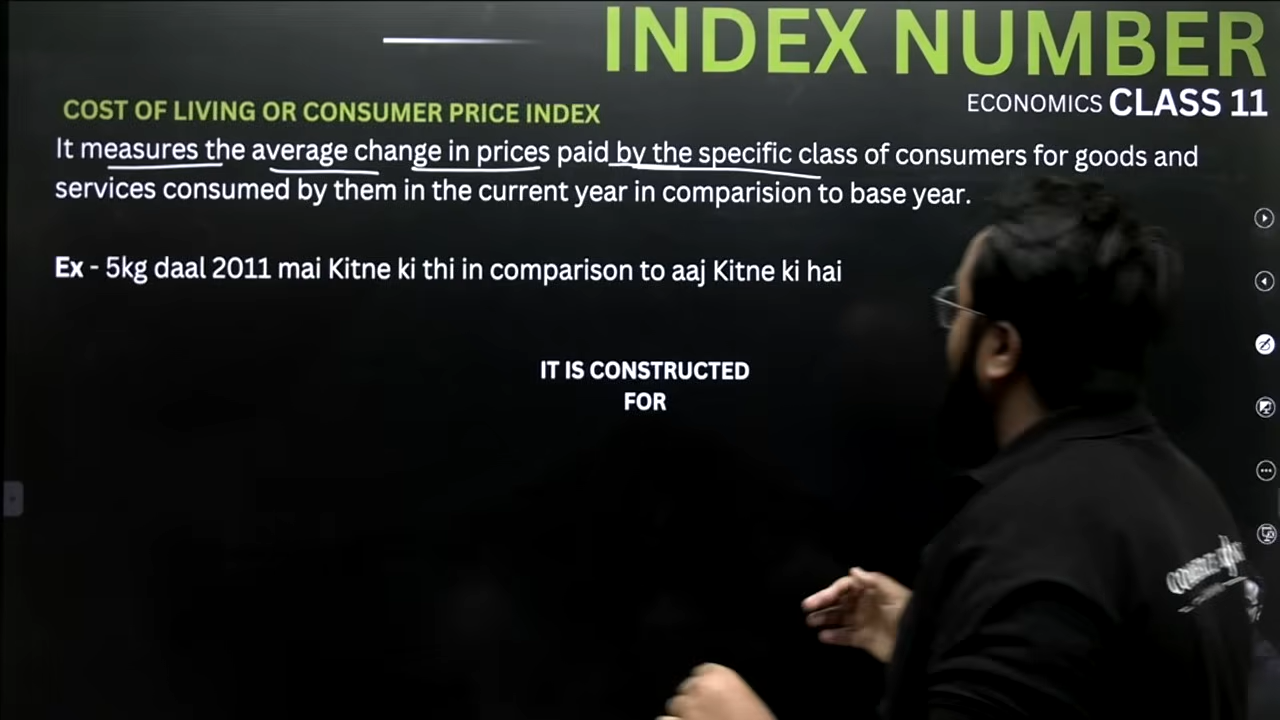 INDEX NUMBER
ECONOMICS CLASS 11
COST OF LIVING OR CONSUMER PRICE INDEX
It measures the average change in prices paid by the specific class of consumers for goods and
services consumed by them in the current year in comparision to base year.
Ex - 5kg daal 2011 mai Kitne ki thi in comparison to aaj Kitne ki hai
IT IS CONSTRUCTED
FOR